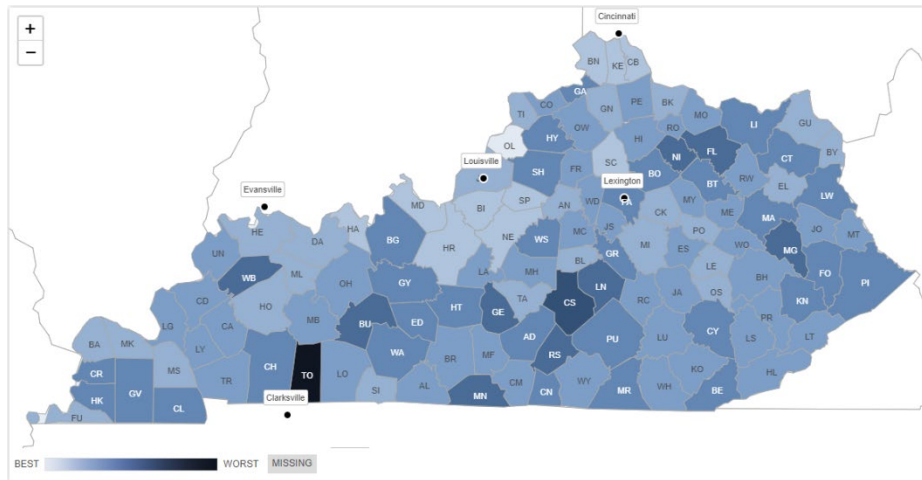 +
−
Cincinnati
BN KE CB
GA
TI CO GN PE BK MO LI GU
OL HY OW HI RO
NI FL CT BY
Louisville SH FR SC BO
Evansville MD SP Lexington FA BT RW EL LW
HE DA HA BI AN WD CK MY ME MA
UN BG HR NE WS MC JS PO JO MT
WB ML GY LA MH BL GR MI ES WO MG
CD HO OH TA LN LE BH FO PI
LG CA MB HT GE CS RC JA OS KN
BA MK LY BU ED AD RS PU LU CY PR LS LT
CR MS TR CH TO LO WA BR MF KO HL
HK GV CL SI AL MN CM CN WY MR WH BE
FU
Clarksville
BEST WORST MISSING